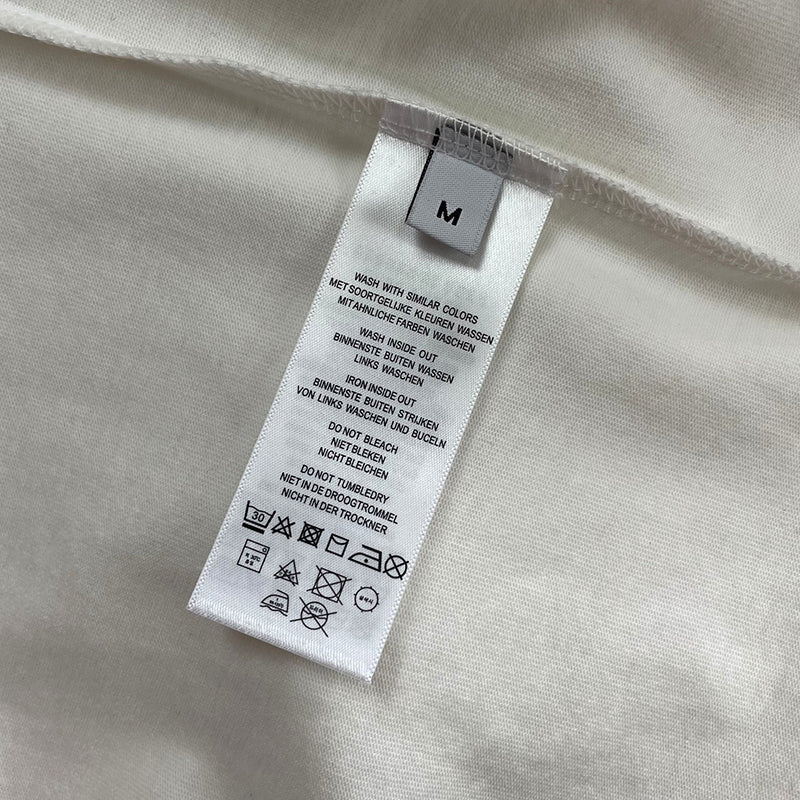 M
WASH WITH SIMILAR COLORS
MET SOORTGELIJKE KLEUREN WASSEN
MIT AHNLICHE FARBEN WASCHEN
WASH INSIDE OUT
BINNENSTE BUITEN WASSEN
LINKS WASCHEN
IRON INSIDE OUT
BINNENSTE BUITEN STRIJKEN
VON LINKS WASCHEN UND BUCELN
DO NOT BLEACH
NIET BLEKEN
NICHT BLEICHEN
DO NOT TUMBLEDRY
NIET IN DE DROOGTROMMEL
NICHT IN DER TROCKNER
30